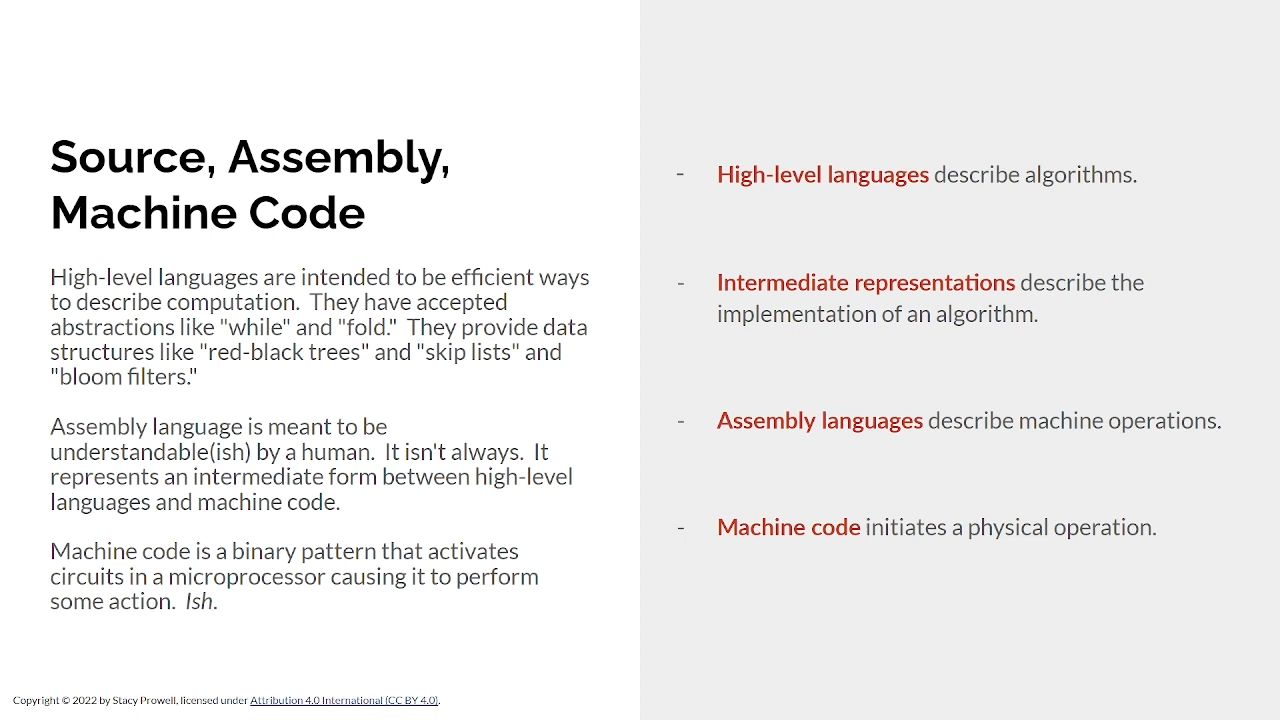 Source, Assembly,
Machine Code
High-level languages are intended to be efficient ways
to describe computation.  They have accepted
abstractions like "while" and "fold."  They provide data
structures like "red-black trees" and "skip lists" and
"bloom filters."
Assembly language is meant to be
understandable(ish) by a human.  It isn't always.  It
represents an intermediate form between high-level
languages and machine code.
Machine code is a binary pattern that activates
circuits in a microprocessor causing it to perform
some action.  Ish.
- High-level languages describe algorithms.
- Intermediate representations describe the
implementation of an algorithm.
- Assembly languages describe machine operations.
- Machine code initiates a physical operation.
Copyright © 2022 by Stacy Prowell, licensed under Attribution 4.0 International (CC BY 4.0).